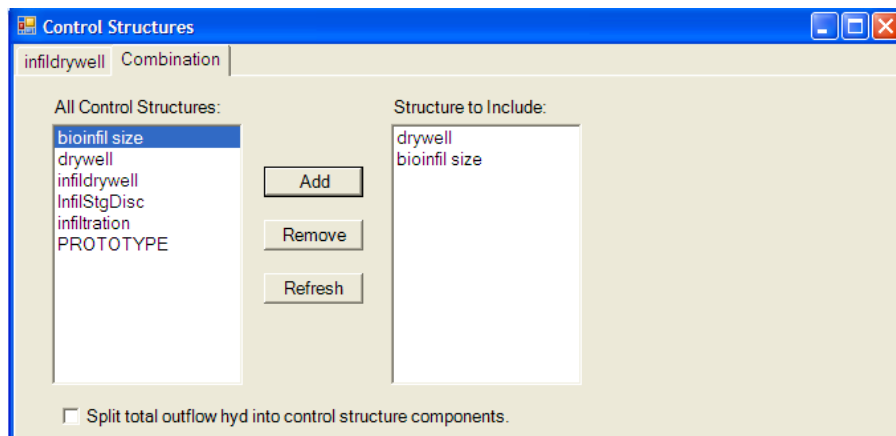 Control Structures
infildrywell Combination
All Control Structures:
bioinfil size
drywell
infildrywell
InfilStgDisc
infiltration
PROTOTYPE
Add
Remove
Refresh
Structure to Include:
drywell
bioinfil size
Split total outflow hyd into control structure components.